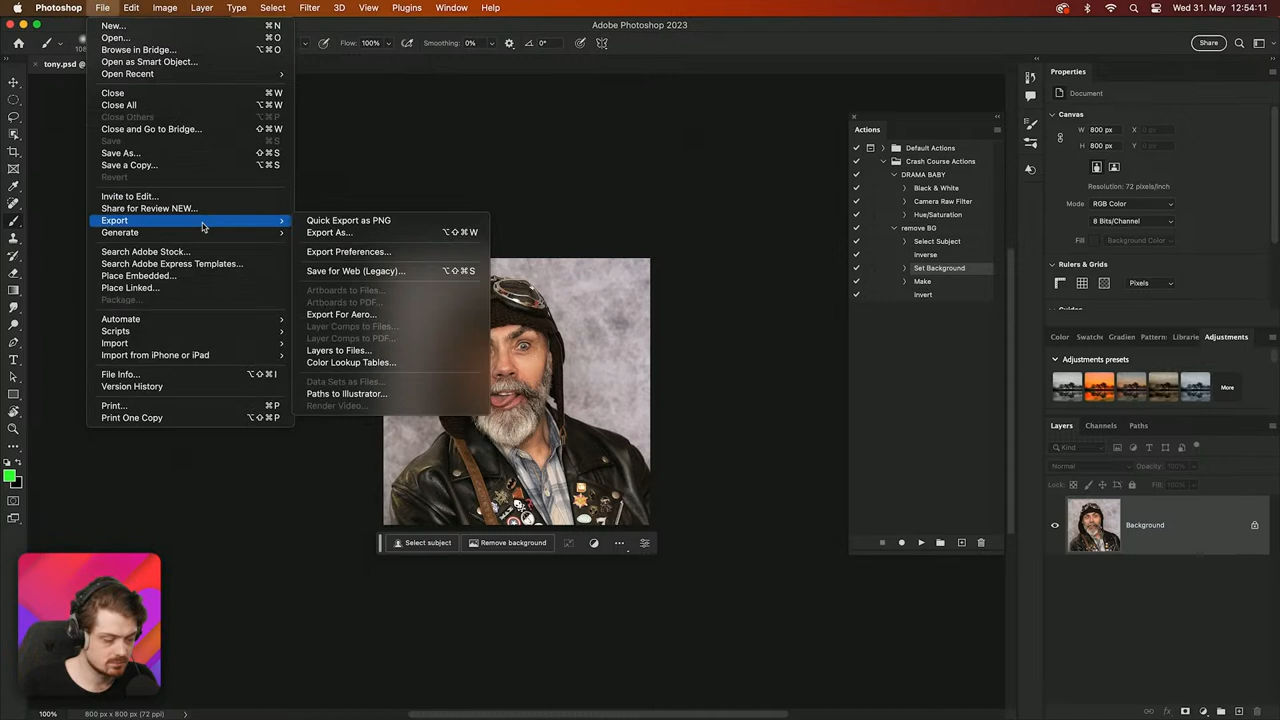 Photoshop File Edit Image Layer Type Select Filter 3D View Plugins Window Help Wed 31. May 12:54:11
Adobe Photoshop 2023
Flow: 100% Smoothing: 0% 0° Share
tony.psd @
New... ⌘N
Open... ⌘O
Browse in Bridge... ⌥⌘O
Open as Smart Object...
Open Recent
Close ⌘W
Close All ⌥⌘W
Close Others ⌥⌘P
Close and Go to Bridge... ⇧⌘W
Save ⌘S
Save As... ⇧⌘S
Save a Copy... ⌥⌘S
Revert
Invite to Edit...
Share for Review NEW...
Export
Generate
Search Adobe Stock...
Search Adobe Express Templates...
Place Embedded...
Place Linked...
Package...
Automate
Scripts
Import
Import from iPhone or iPad
File Info... ⌥⇧⌘I
Version History
Print... ⌘P
Print One Copy ⌥⇧⌘P
Quick Export as PNG
Export As... ⌥⇧⌘W
Export Preferences...
Save for Web (Legacy)... ⌥⇧⌘S
Artboards to Files...
Artboards to PDF...
Export For Aero...
Layer Comps to Files...
Layer Comps to PDF...
Layers to Files...
Color Lookup Tables...
Data Sets as Files...
Paths to Illustrator...
Render Video...
Select subject Remove background
Actions
Default Actions
Crash Course Actions
DRAMA BABY
Black & White
Camera Raw Filter
Hue/Saturation
remove BG
Select Subject
Inverse
Set Background
Make
Invert
Properties
Document
Canvas
W 800 px X 0 px
H 800 px Y 0 px
Resolution: 72 pixels/inch
Mode RGB Color
8 Bits/Channel
Fill Background Color
Rulers & Grids
Pixels
Color Swatch Gradien Pattern Adjustments
Adjustments presets
More
Layers Channels Paths
Kind
Normal Opacity: 100%
Lock: Fill: 100%
Background
100% 800 px x 800 px (72 ppi)